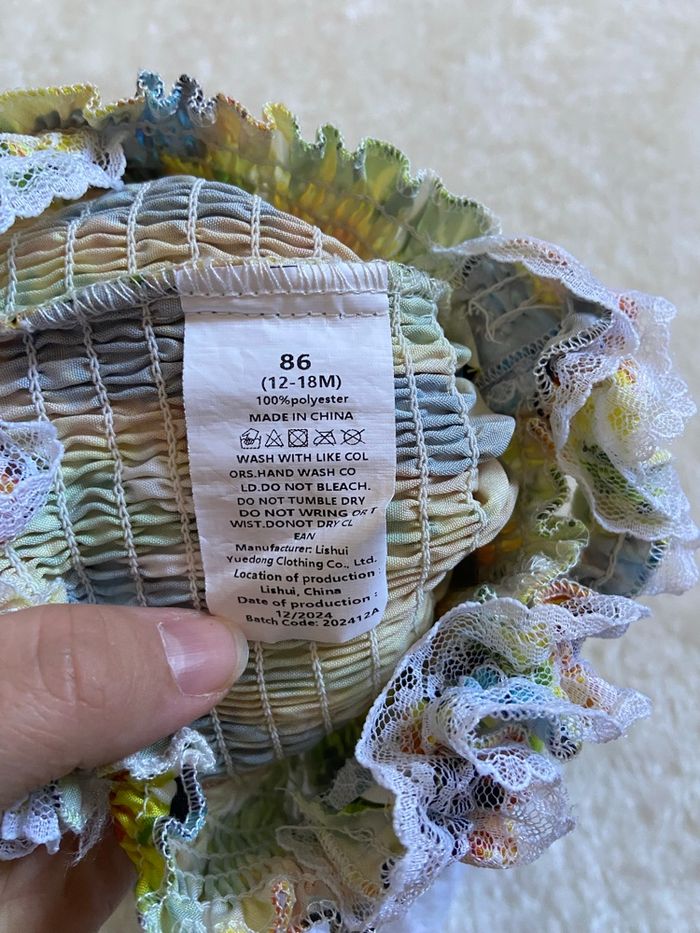 86
(12-18M)
100%polyester
MADE IN CHINA
WASH WITH LIKE COL
ORS.HAND WASH CO
LD.DO NOT BLEACH.
DO NOT TUMBLE DRY
DO NOT WRING OR T
WIST.DONOT DRY CL
EAN
Manufacturer: Lishui
Yuedong Clothing Co., Ltd.
Location of production :
Lishui, China
Date of production :
12/2024
Batch Code: 202412A